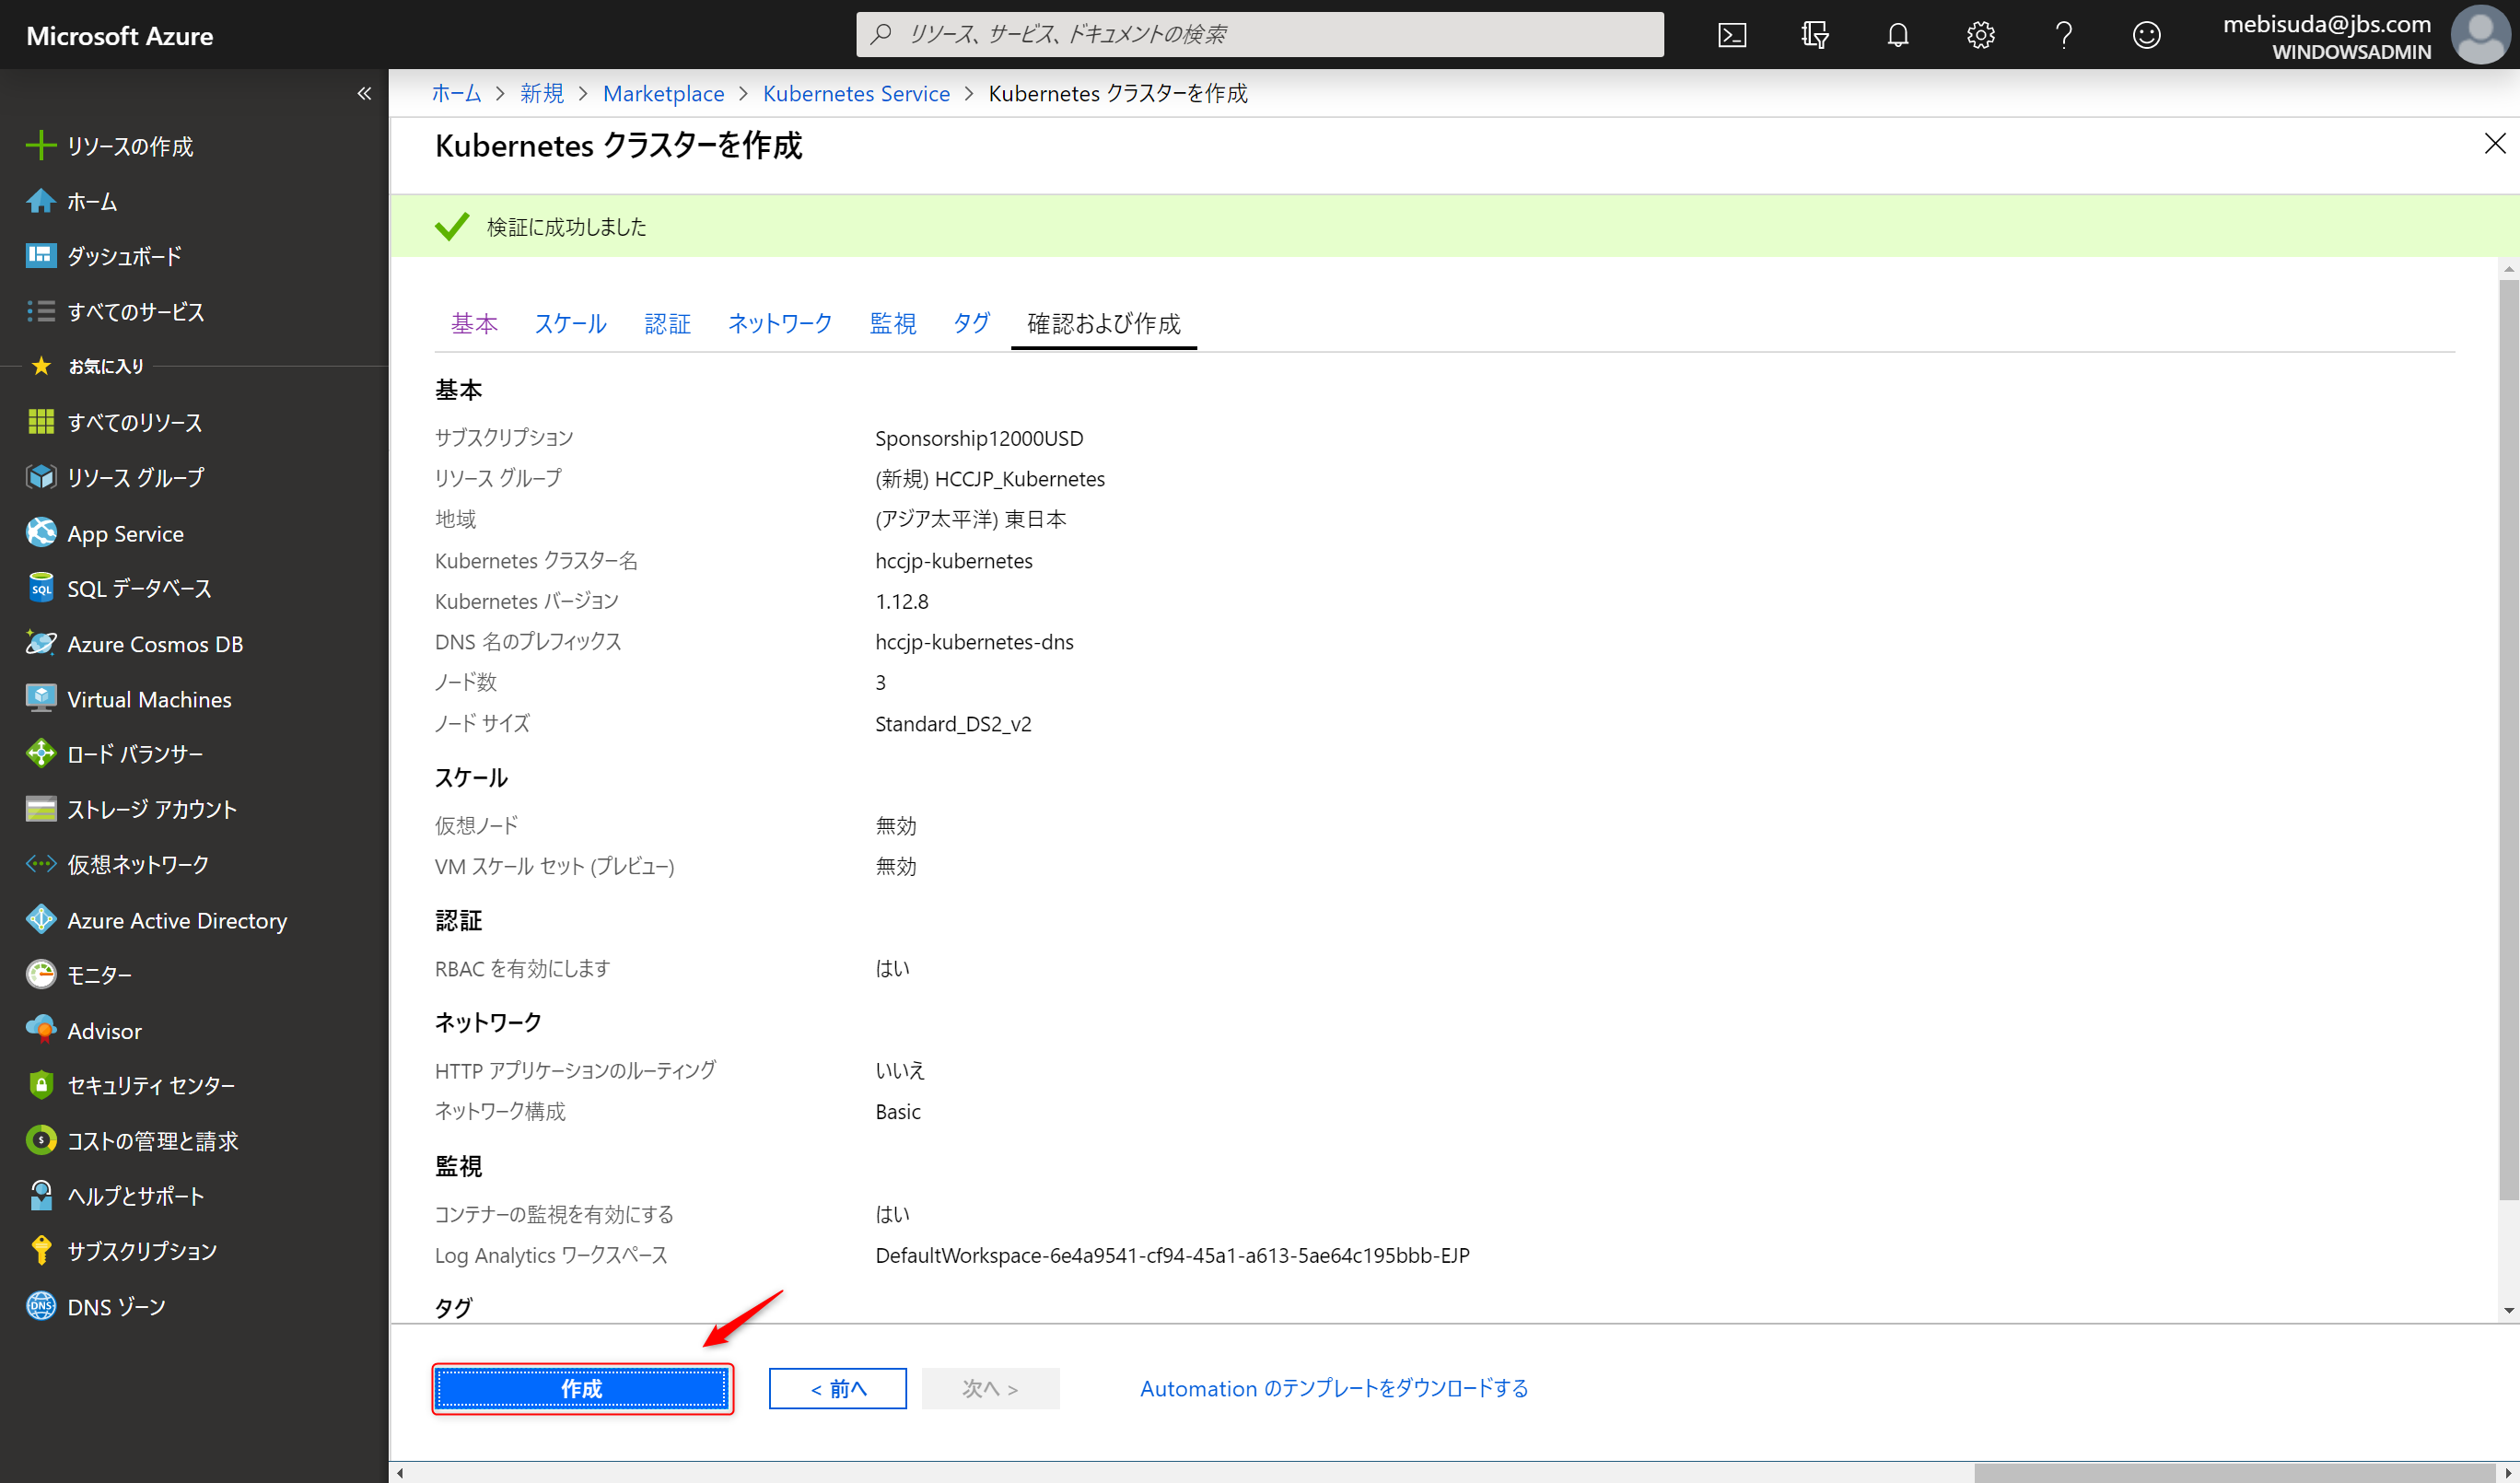 Microsoft Azure
リソース、サービス、ドキュメントの検索
mebisuda@jbs.com
WINDOWSADMIN
«
リソースの作成
ホーム
ダッシュボード
すべてのサービス
お気に入り
すべてのリソース
リソース グループ
App Service
SQL データベース
Azure Cosmos DB
Virtual Machines
ロード バランサー
ストレージ アカウント
仮想ネットワーク
Azure Active Directory
モニター
Advisor
セキュリティ センター
コストの管理と請求
ヘルプとサポート
サブスクリプション
DNS ゾーン
ホーム > 新規 > Marketplace > Kubernetes Service > Kubernetes クラスターを作成
Kubernetes クラスターを作成
検証に成功しました
基本 スケール 認証 ネットワーク 監視 タグ 確認および作成
基本
サブスクリプション Sponsorship12000USD
リソース グループ (新規) HCCJP_Kubernetes
地域 (アジア太平洋) 東日本
Kubernetes クラスター名 hccjp-kubernetes
Kubernetes バージョン 1.12.8
DNS 名のプレフィックス hccjp-kubernetes-dns
ノード数 3
ノード サイズ Standard_DS2_v2
スケール
仮想ノード 無効
VM スケール セット (プレビュー) 無効
認証
RBAC を有効にします はい
ネットワーク
HTTP アプリケーションのルーティング いいえ
ネットワーク構成 Basic
監視
コンテナーの監視を有効にする はい
Log Analytics ワークスペース DefaultWorkspace-6e4a9541-cf94-45a1-a613-5ae64c195bbb-EJP
タグ
作成 < 前へ 次へ > Automation のテンプレートをダウンロードする